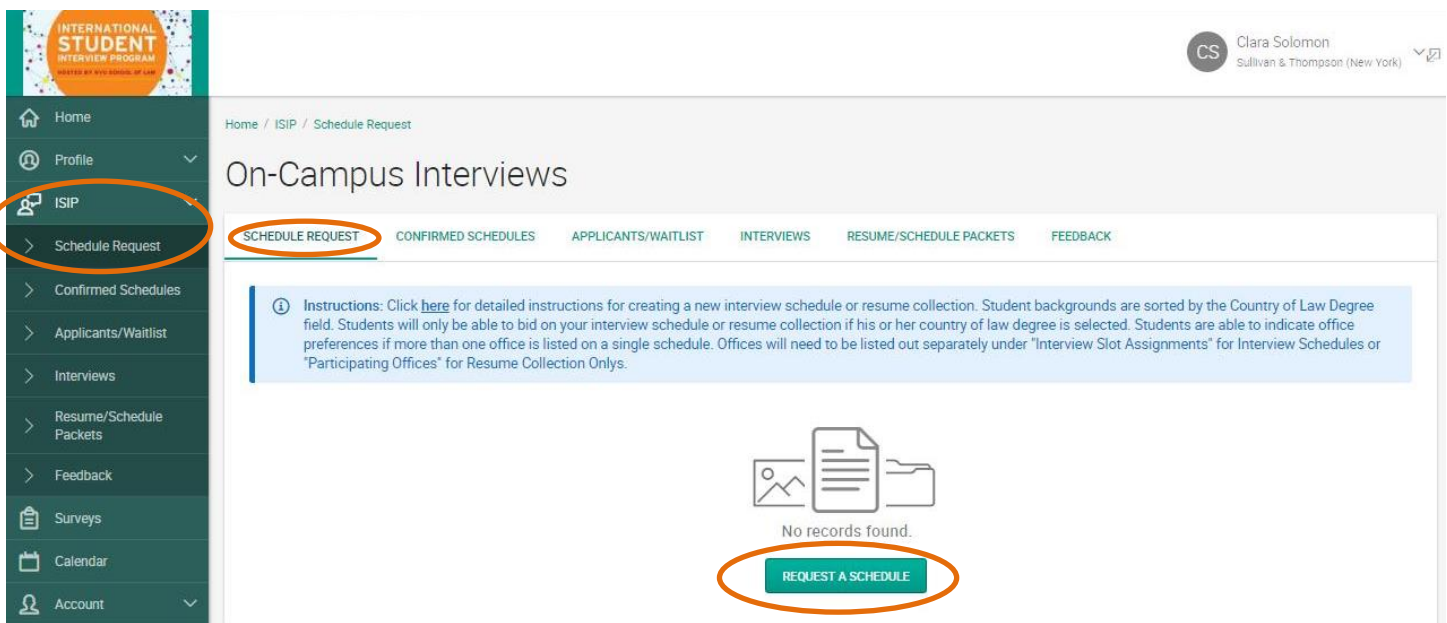 INTERNATIONAL
STUDENT
INTERVIEW PROGRAM
HOSTED BY NYU SCHOOL OF LAW
CS
Clara Solomon
Sullivan & Thompson (New York)
Home
Profile
ISIP
Schedule Request
Confirmed Schedules
Applicants/Waitlist
Interviews
Resume/Schedule
Packets
Feedback
Surveys
Calendar
Account
Home / ISIP / Schedule Request
On-Campus Interviews
SCHEDULE REQUEST CONFIRMED SCHEDULES APPLICANTS/WAITLIST INTERVIEWS RESUME/SCHEDULE PACKETS FEEDBACK
Instructions: Click here for detailed instructions for creating a new interview schedule or resume collection. Student backgrounds are sorted by the Country of Law Degree
field. Students will only be able to bid on your interview schedule or resume collection if his or her country of law degree is selected. Students are able to indicate office
preferences if more than one office is listed on a single schedule. Offices will need to be listed out separately under "Interview Slot Assignments" for Interview Schedules or
"Participating Offices" for Resume Collection Onlys.
No records found.
REQUEST A SCHEDULE